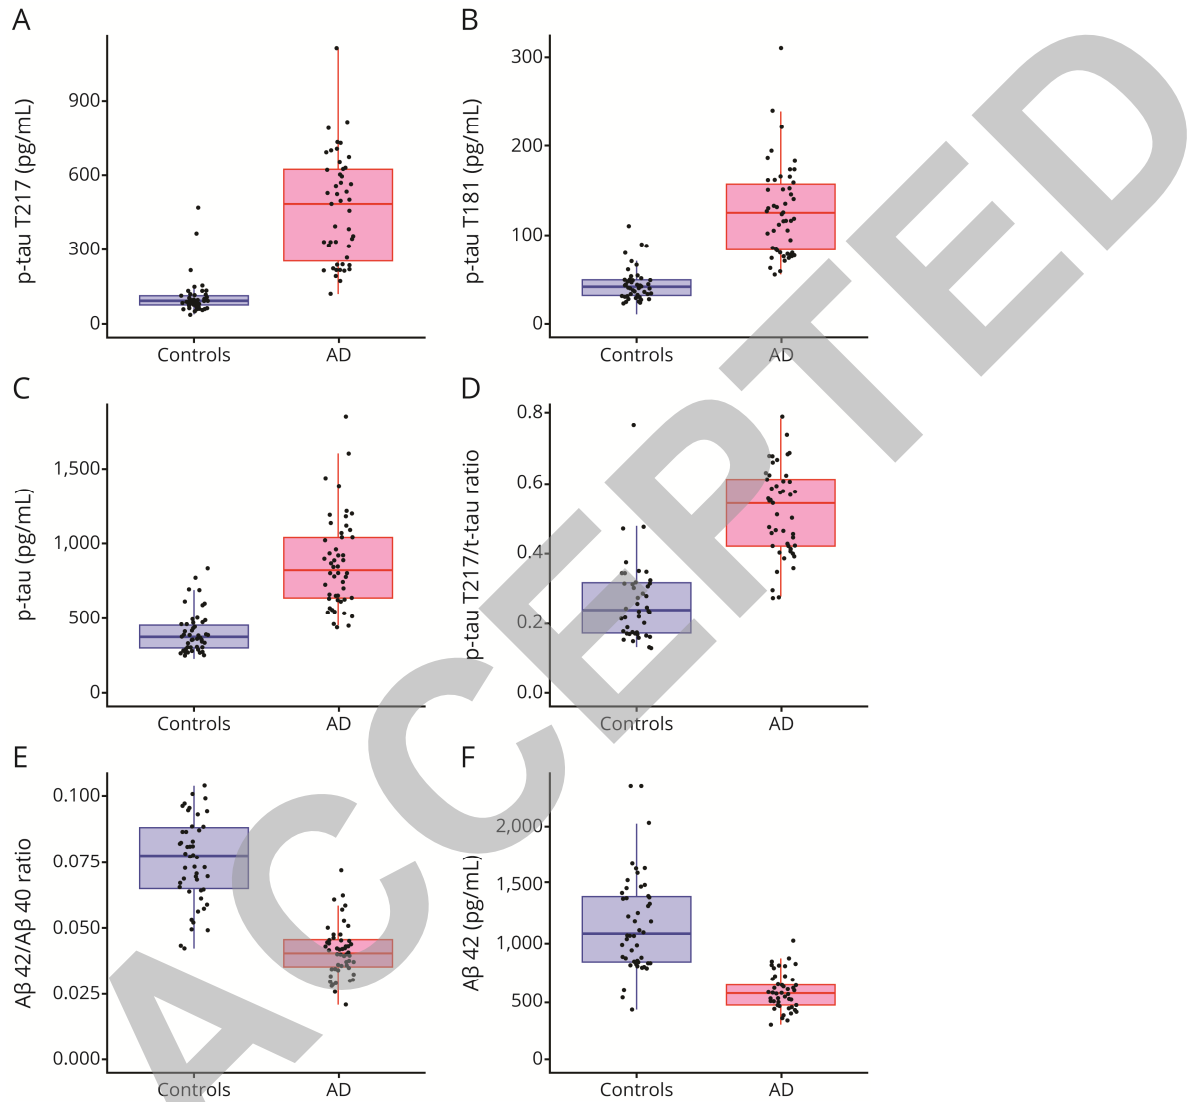 A
p-tau T217 (pg/mL)
900
600
300
0
Controls
AD
B
p-tau T181 (pg/mL)
300
200
100
0
Controls
AD
C
p-tau (pg/mL)
1,500
1,000
500
0
Controls
AD
D
p-tau T217/t-tau ratio
0.8
0.6
0.4
0.2
0.0
Controls
AD
E
Aβ 42/Aβ 40 ratio
0.100
0.075
0.050
0.025
0.000
Controls
AD
F
Aβ 42 (pg/mL)
2,000
1,500
1,000
500
0
Controls
AD
ACCEPTED